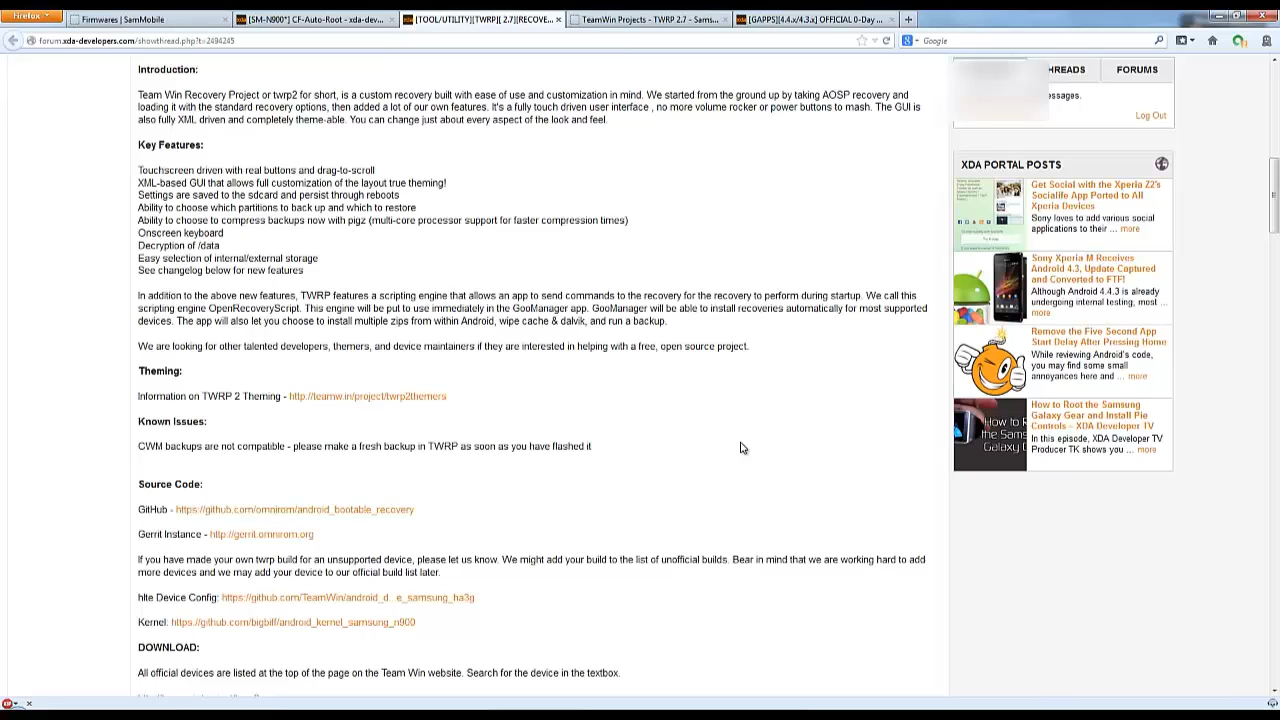 Firefox
Firmwares | SamMobile
[SM-N900*] CF-Auto-Root - xda-dev...
[TOOL/UTILITY][TWRP][ 2.7][RECOVE...
TeamWin Projects - TWRP 2.7 - Sams...
[GAPPS][4.4.x/4.3.x] OFFICIAL 0-Day ...
forum.xda-developers.com/showthread.php?t=2494245
Google
Introduction:
Team Win Recovery Project or twrp2 for short, is a custom recovery built with ease of use and customization in mind. We started from the ground up by taking AOSP recovery and
loading it with the standard recovery options, then added a lot of our own features. It's a fully touch driven user interface , no more volume rocker or power buttons to mash. The GUI is
also fully XML driven and completely theme-able. You can change just about every aspect of the look and feel.
Key Features:
Touchscreen driven with real buttons and drag-to-scroll
XML-based GUI that allows full customization of the layout true theming!
Settings are saved to the sdcard and persist through reboots
Ability to choose which partitions to back up and which to restore
Ability to choose to compress backups now with pigz (multi-core processor support for faster compression times)
Onscreen keyboard
Decryption of /data
Easy selection of internal/external storage
See changelog below for new features
In addition to the above new features, TWRP features a scripting engine that allows an app to send commands to the recovery for the recovery to perform during startup. We call this
scripting engine OpenRecoveryScript. This engine will be put to use immediately in the GooManager app. GooManager will be able to install recoveries automatically for most supported
devices. The app will also let you choose to install multiple zips from within Android, wipe cache & dalvik, and run a backup.
We are looking for other talented developers, themers, and device maintainers if they are interested in helping with a free, open source project.
Theming:
Information on TWRP 2 Theming - http://teamw.in/project/twrp2themers
Known Issues:
CWM backups are not compatible - please make a fresh backup in TWRP as soon as you have flashed it
Source Code:
GitHub - https://github.com/omnirom/android_bootable_recovery
Gerrit Instance - http://gerrit.omnirom.org
If you have made your own twrp build for an unsupported device, please let us know. We might add your build to the list of unofficial builds. Bear in mind that we are working hard to add
more devices and we may add your device to our official build list later.
hlte Device Config: https://github.com/TeamWin/android_d...e_samsung_ha3g
Kernel: https://github.com/bigbiff/android_kernel_samsung_n900
DOWNLOAD:
All official devices are listed at the top of the page on the Team Win website. Search for the device in the textbox.
HREADS
FORUMS
essages.
Log Out
XDA PORTAL POSTS
Get Social with the Xperia Z2's
Socialife App Ported to All
Xperia Devices
Sony loves to add various social
applications to their ... more
Sony Xperia M Receives
Android 4.3, Update Captured
and Converted to FTF!
Although Android 4.4.3 is already
undergoing internal testing, most ...
more
Remove the Five Second App
Start Delay After Pressing Home
While reviewing Android's code,
you may find some small
annoyances here and ... more
How to Root the Samsung
Galaxy Gear and Install Pie
Controls – XDA Developer TV
In this episode, XDA Developer TV
Producer TK shows you ... more
How to R
the Sams
Galaxy G